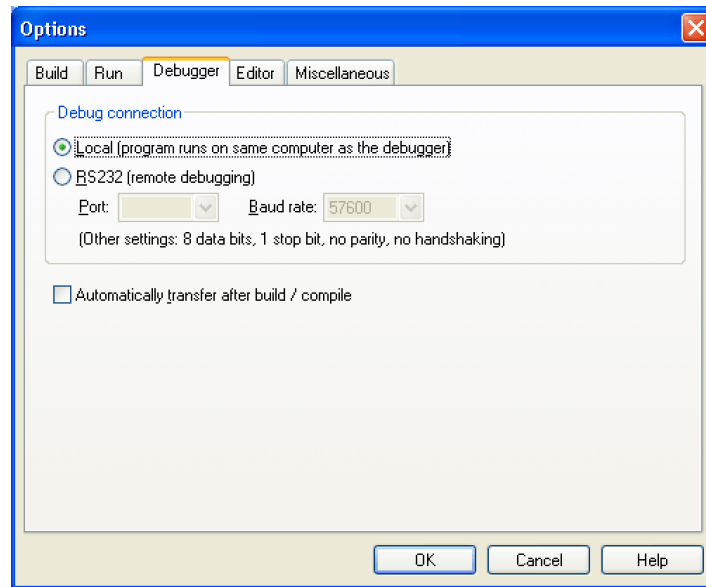 Options
Build Run Debugger Editor Miscellaneous
Debug connection
Local (program runs on same computer as the debugger)
RS232 (remote debugging)
Port: Baud rate: 57600
(Other settings: 8 data bits, 1 stop bit, no parity, no handshaking)
Automatically transfer after build / compile
OK Cancel Help